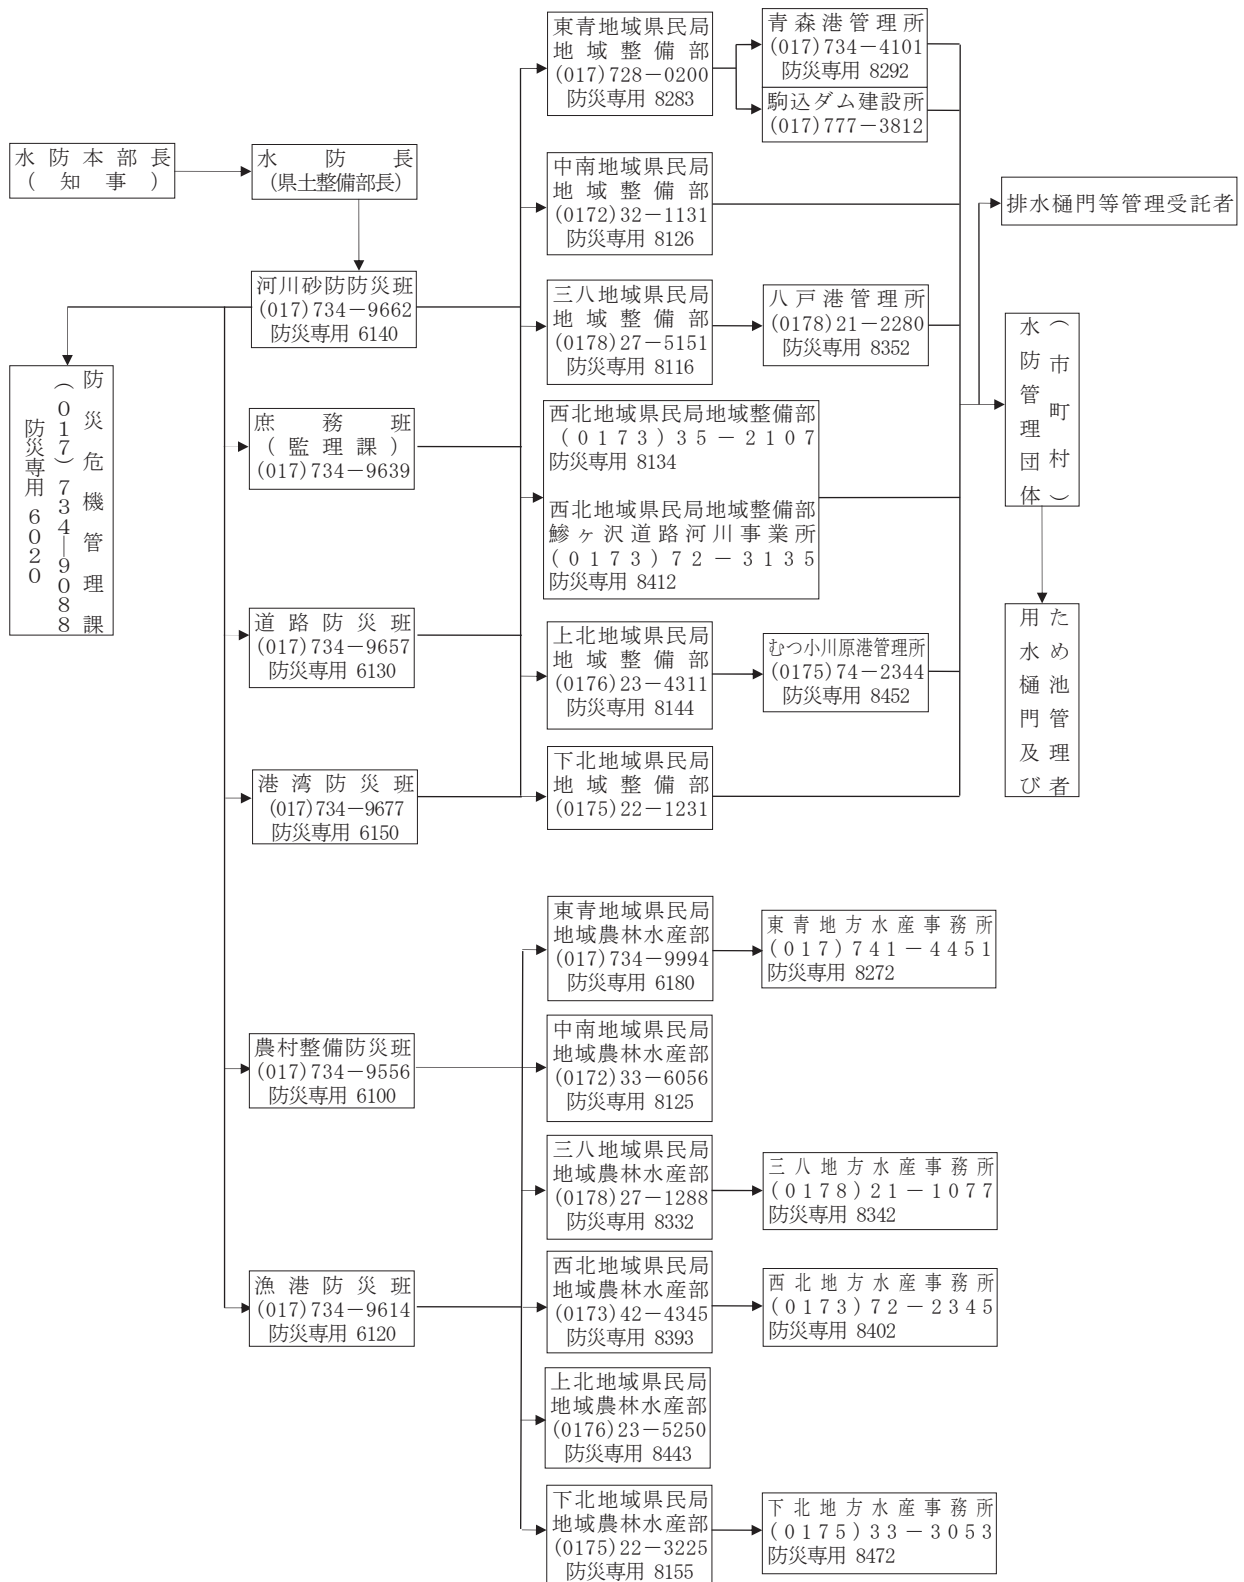 水防本部長
(知事)
水防長
(県土整備部長)
河川砂防防災班
(017)734－9662
防災専用 6140
防災危機管理課
(017)734―9088
防災専用 6020
庶務班
(監理課)
(017)734－9639
道路防災班
(017)734－9657
防災専用 6130
港湾防災班
(017)734－9677
防災専用 6150
農村整備防災班
(017)734－9556
防災専用 6100
漁港防災班
(017)734－9614
防災専用 6120
東青地域県民局
地域整備部
(017)728－0200
防災専用 8283
中南地域県民局
地域整備部
(0172)32－1131
防災専用 8126
三八地域県民局
地域整備部
(0178)27－5151
防災専用 8116
西北地域県民局地域整備部
(0173)35－2107
防災専用 8134
西北地域県民局地域整備部
鰺ヶ沢道路河川事業所
(0173)72－3135
防災専用 8412
上北地域県民局
地域整備部
(0176)23－4311
防災専用 8144
下北地域県民局
地域整備部
(0175)22－1231
東青地域県民局
地域農林水産部
(017)734－9994
防災専用 6180
中南地域県民局
地域農林水産部
(0172)33－6056
防災専用 8125
三八地域県民局
地域農林水産部
(0178)27－1288
防災専用 8332
西北地域県民局
地域農林水産部
(0173)42－4345
防災専用 8393
上北地域県民局
地域農林水産部
(0176)23－5250
防災専用 8443
下北地域県民局
地域農林水産部
(0175)22－3225
防災専用 8155
青森港管理所
(017)734－4101
防災専用 8292
駒込ダム建設所
(017)777－3812
八戸港管理所
(0178)21－2280
防災専用 8352
むつ小川原港管理所
(0175)74－2344
防災専用 8452
東青地方水産事務所
(017)741－4451
防災専用 8272
三八地方水産事務所
(0178)21－1077
防災専用 8342
西北地方水産事務所
(0173)72－2345
防災専用 8402
下北地方水産事務所
(0175)33－3053
防災専用 8472
排水樋門等管理受託者
(市町村)
水防管理団体
ため池管理者
用水樋門及び